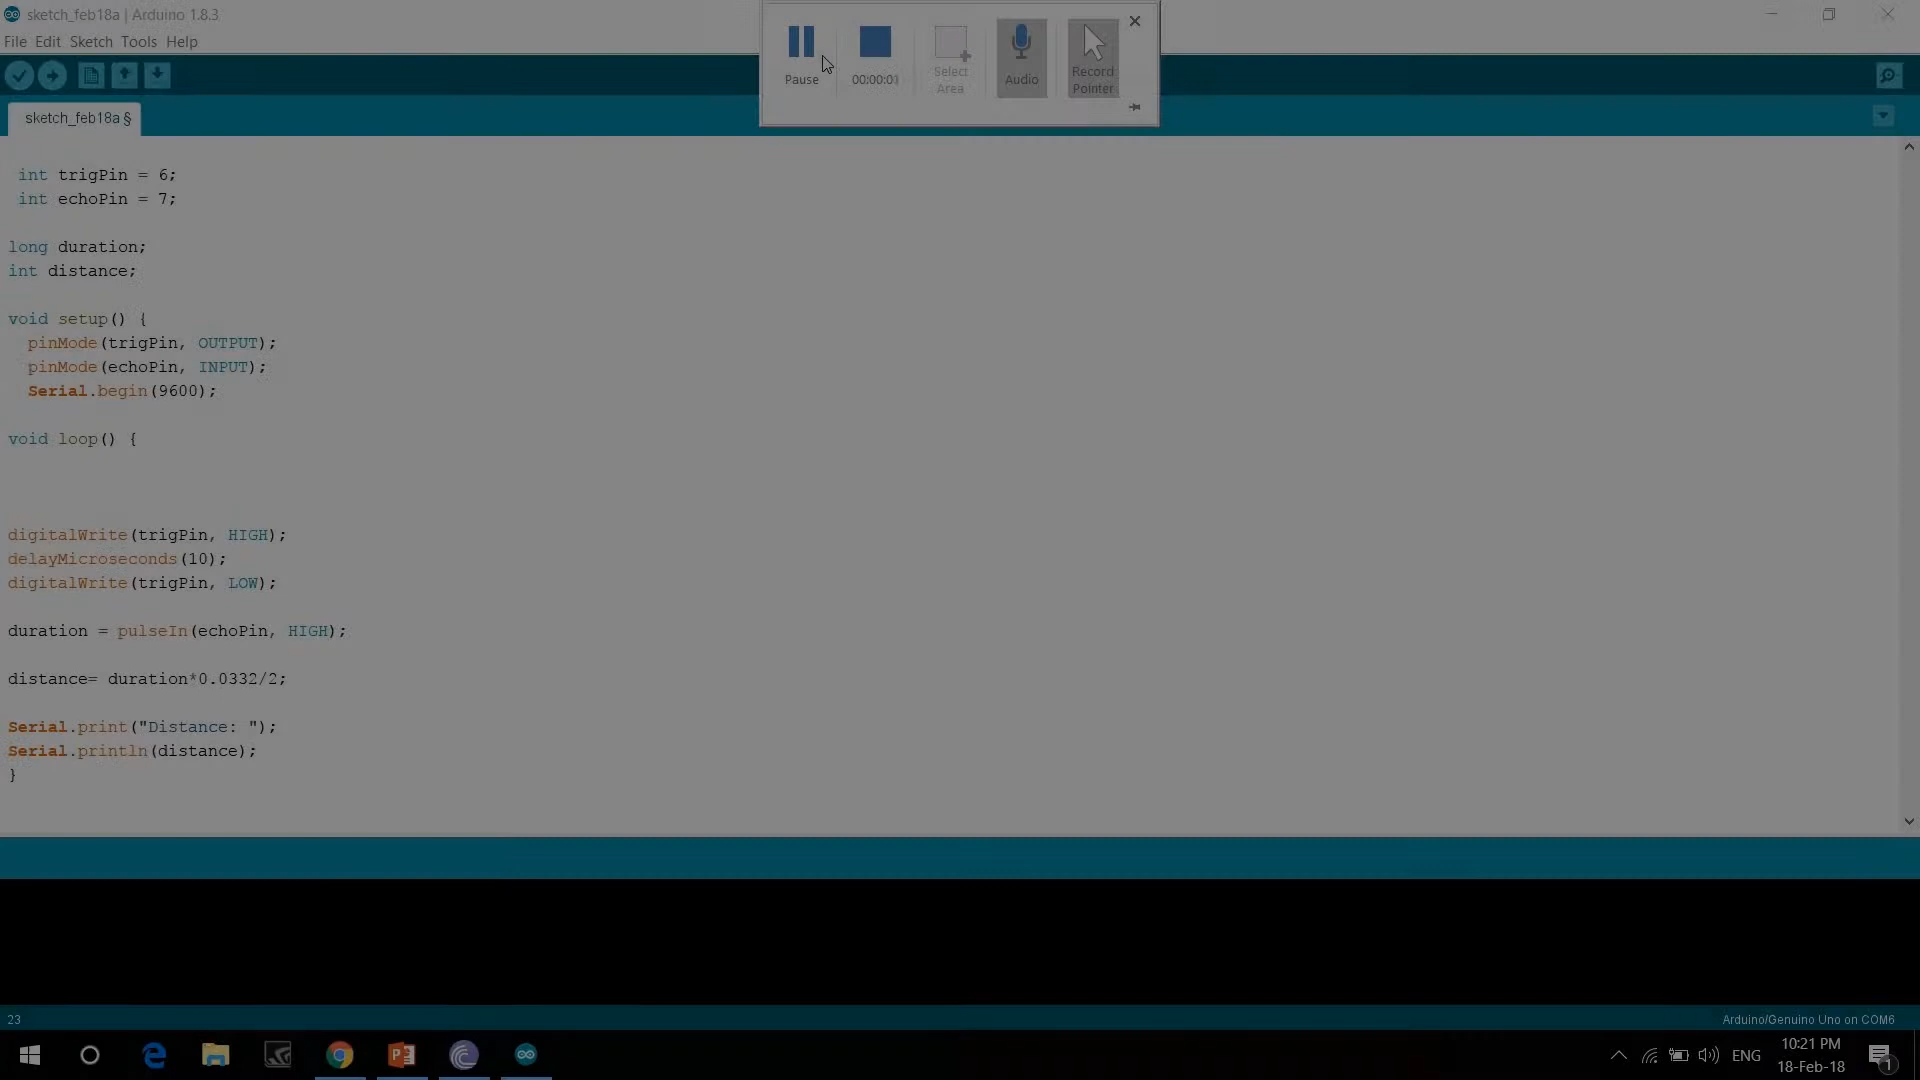 sketch_feb18a | Arduino 1.8.3
File Edit Sketch Tools Help
Pause
00:00:01
Select
Area
Audio
Record
Pointer
sketch_feb18a §
int trigPin = 6;
int echoPin = 7;
long duration;
int distance;
void setup() {
pinMode(trigPin, OUTPUT);
pinMode(echoPin, INPUT);
Serial.begin(9600);
void loop() {
digitalWrite(trigPin, HIGH);
delayMicroseconds(10);
digitalWrite(trigPin, LOW);
duration = pulseIn(echoPin, HIGH);
distance= duration*0.0332/2;
Serial.print("Distance: ");
Serial.println(distance);
}
23
Arduino/Genuino Uno on COM6
ENG
10:21 PM
18-Feb-18
1